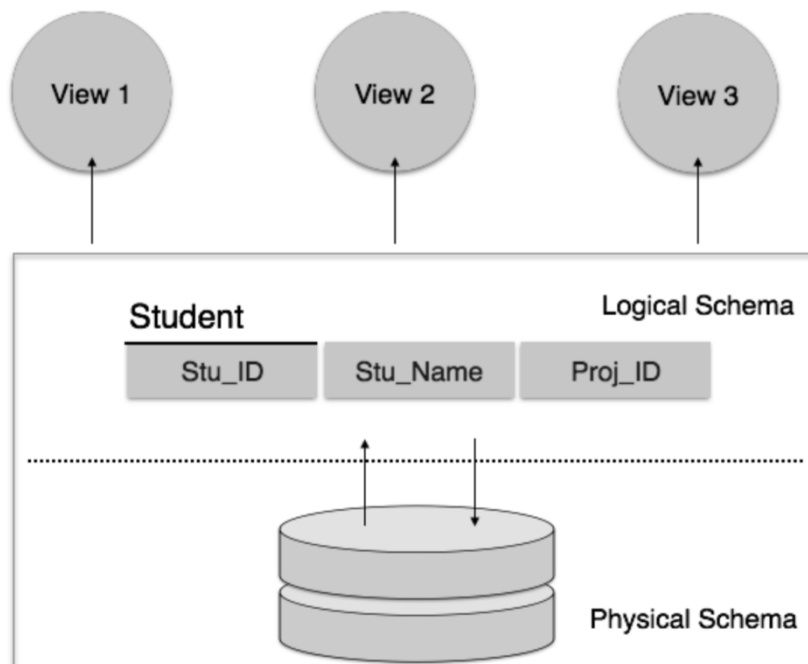 View 1
View 2
View 3
Logical Schema
Student
Stu_ID
Stu_Name
Proj_ID
Physical Schema